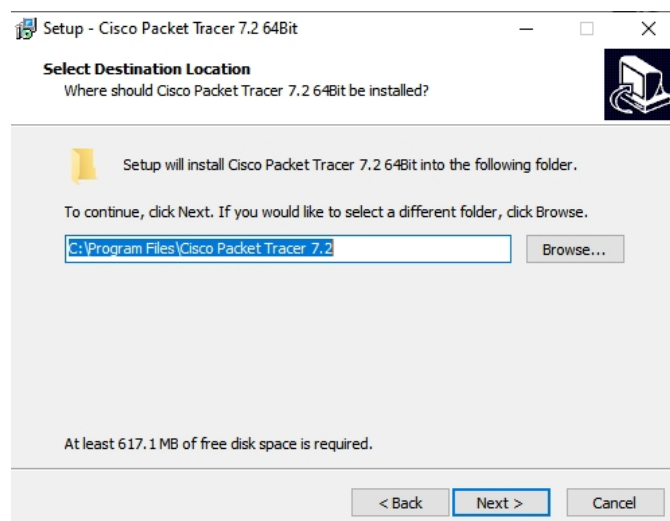 Setup - Cisco Packet Tracer 7.2 64Bit
Select Destination Location
Where should Cisco Packet Tracer 7.2 64Bit be installed?
Setup will install Cisco Packet Tracer 7.2 64Bit into the following folder.
To continue, click Next. If you would like to select a different folder, click Browse.
C:\Program Files\Cisco Packet Tracer 7.2
Browse...
At least 617.1 MB of free disk space is required.
< Back
Next >
Cancel